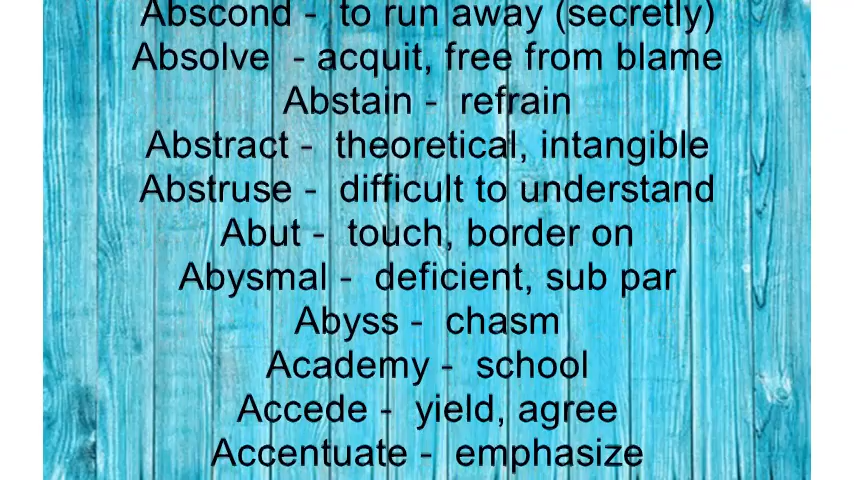 Abscond -  to run away (secretly)
Absolve  - acquit, free from blame
Abstain -  refrain
Abstract -  theoretical, intangible
Abstruse -  difficult to understand
Abut -  touch, border on
Abysmal -  deficient, sub par
Abyss -  chasm
Academy -  school
Accede -  yield, agree
Accentuate -  emphasize